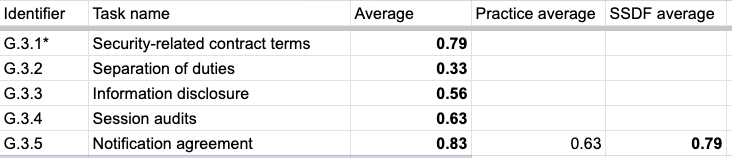 Identifier Task name Average Practice average SSDF average
G.3.1* Security-related contract terms 0.79
G.3.2 Separation of duties 0.33
G.3.3 Information disclosure 0.56
G.3.4 Session audits 0.63
G.3.5 Notification agreement 0.83 0.63 0.79